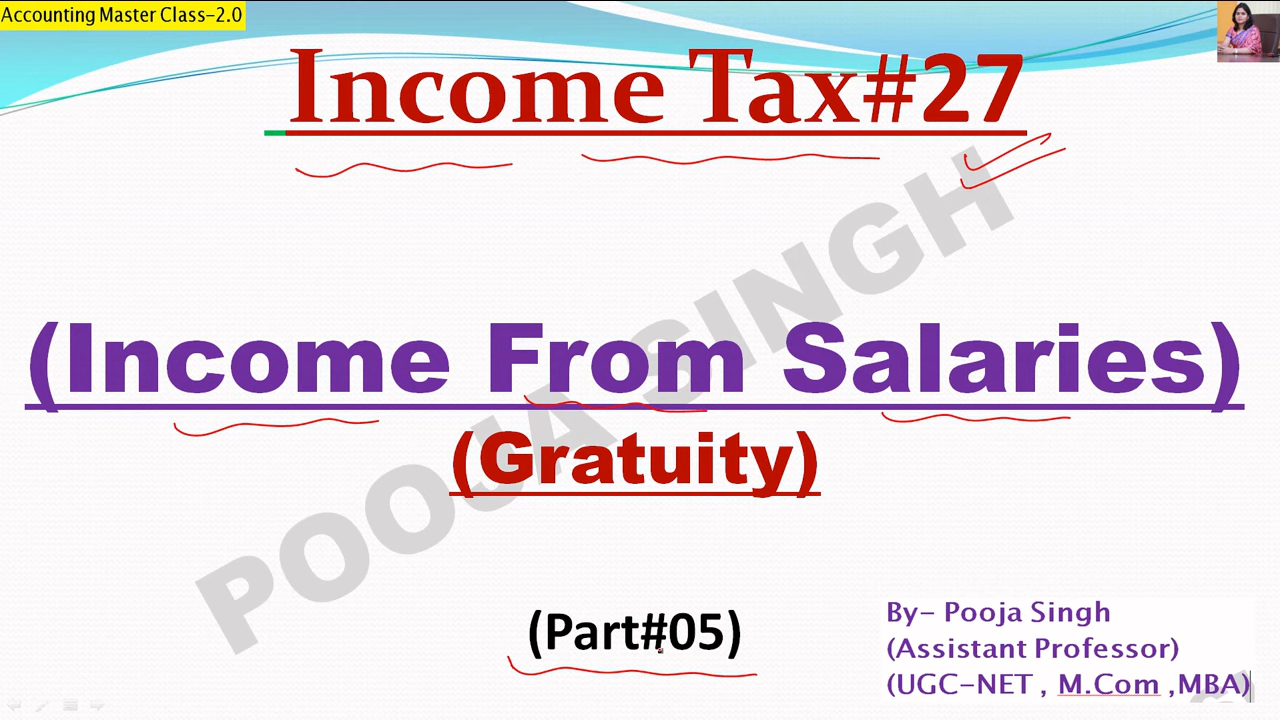 Accounting Master Class-2.0
Income Tax#27
(Income From Salaries)
(Gratuity)
POOJA SINGH
(Part#05)
By- Pooja Singh
(Assistant Professor)
(UGC-NET , M.Com ,MBA)